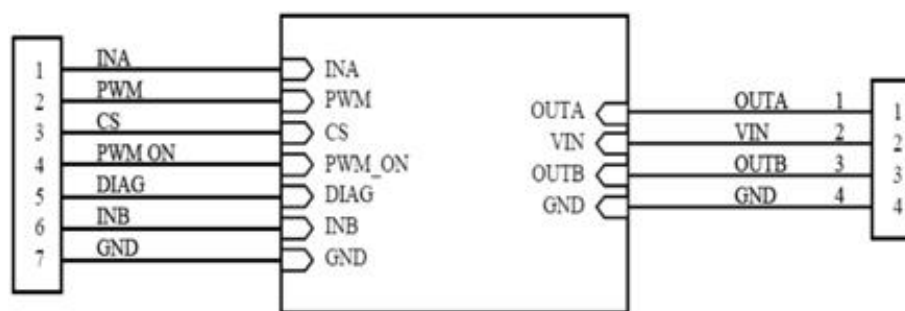 1 INA INA
2 PWM PWM
3 CS CS
4 PWM ON PWM_ON
5 DIAG DIAG
6 INB INB
7 GND GND
OUTA OUTA 1 1
VIN VIN 2 2
OUTB OUTB 3 3
GND GND 4 4